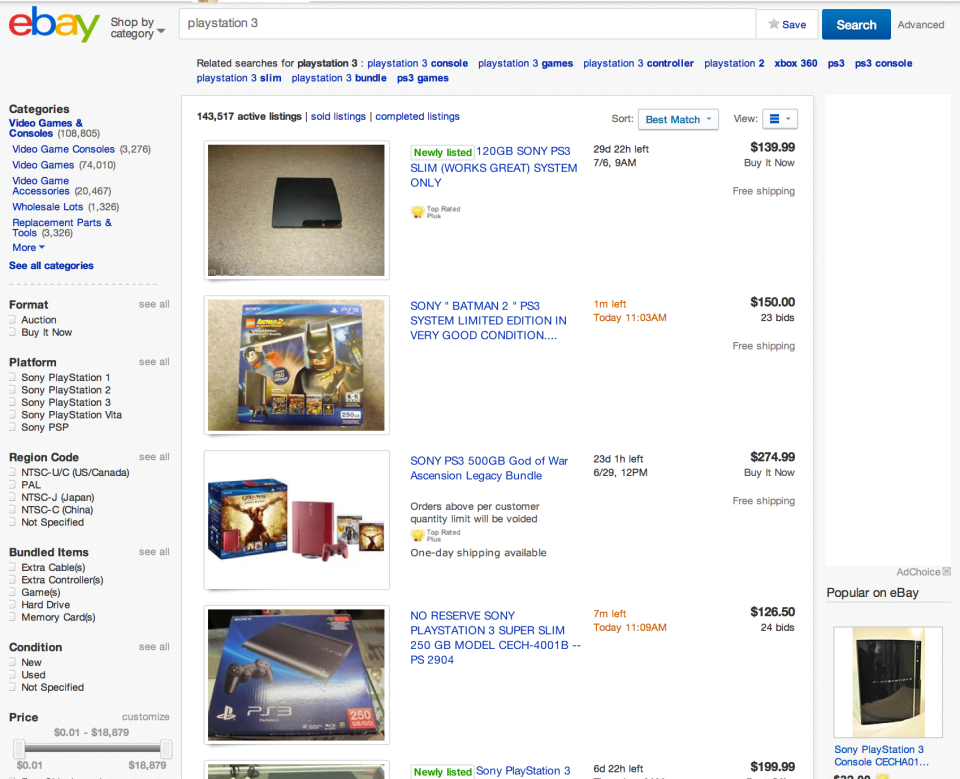 ebay
Shop by category
playstation 3
Save
Search
Advanced
Related searches for playstation 3 : playstation 3 console playstation 3 games playstation 3 controller playstation 2 xbox 360 ps3 ps3 console
playstation 3 slim playstation 3 bundle ps3 games
Categories
Video Games &
Consoles (108,805)
Video Game Consoles (3,276)
Video Games (74,010)
Video Game
Accessories (20,467)
Wholesale Lots (1,326)
Replacement Parts &
Tools (3,326)
More
See all categories
Format see all
Auction
Buy It Now
Platform see all
Sony PlayStation 1
Sony PlayStation 2
Sony PlayStation 3
Sony PlayStation Vita
Sony PSP
Region Code see all
NTSC-U/C (US/Canada)
PAL
NTSC-J (Japan)
NTSC-C (China)
Not Specified
Bundled Items see all
Extra Cable(s)
Extra Controller(s)
Game(s)
Hard Drive
Memory Card(s)
Condition see all
New
Used
Not Specified
Price customize
$0.01 - $18,879
$0.01 $18,879
143,517 active listings | sold listings | completed listings
Sort: Best Match View:
Newly listed 120GB SONY PS3
SLIM (WORKS GREAT) SYSTEM
ONLY
Top Rated
Plus
29d 22h left
7/6, 9AM
$139.99
Buy It Now
Free shipping
SONY " BATMAN 2 " PS3
SYSTEM LIMITED EDITION IN
VERY GOOD CONDITION....
1m left
Today 11:03AM
$150.00
23 bids
Free shipping
SONY PS3 500GB God of War
Ascension Legacy Bundle
Orders above per customer
quantity limit will be voided
Top Rated
Plus
One-day shipping available
23d 1h left
6/29, 12PM
$274.99
Buy It Now
Free shipping
SONY
PS3
250
NO RESERVE SONY
PLAYSTATION 3 SUPER SLIM
250 GB MODEL CECH-4001B --
PS 2904
7m left
Today 11:09AM
$126.50
24 bids
Newly listed Sony PlayStation 3
6d 22h left
$199.99
AdChoice
Popular on eBay
Sony PlayStation 3
Console CECHA01...